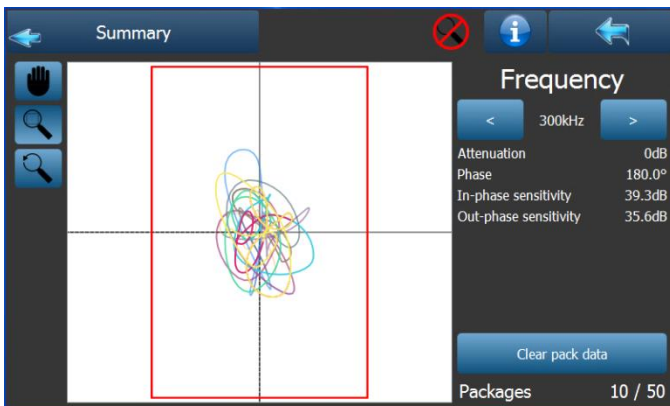 Summary
Frequency
< 300kHz >
Attenuation 0dB
Phase 180.0°
In-phase sensitivity 39.3dB
Out-phase sensitivity 35.6dB
Clear pack data
Packages 10 / 50